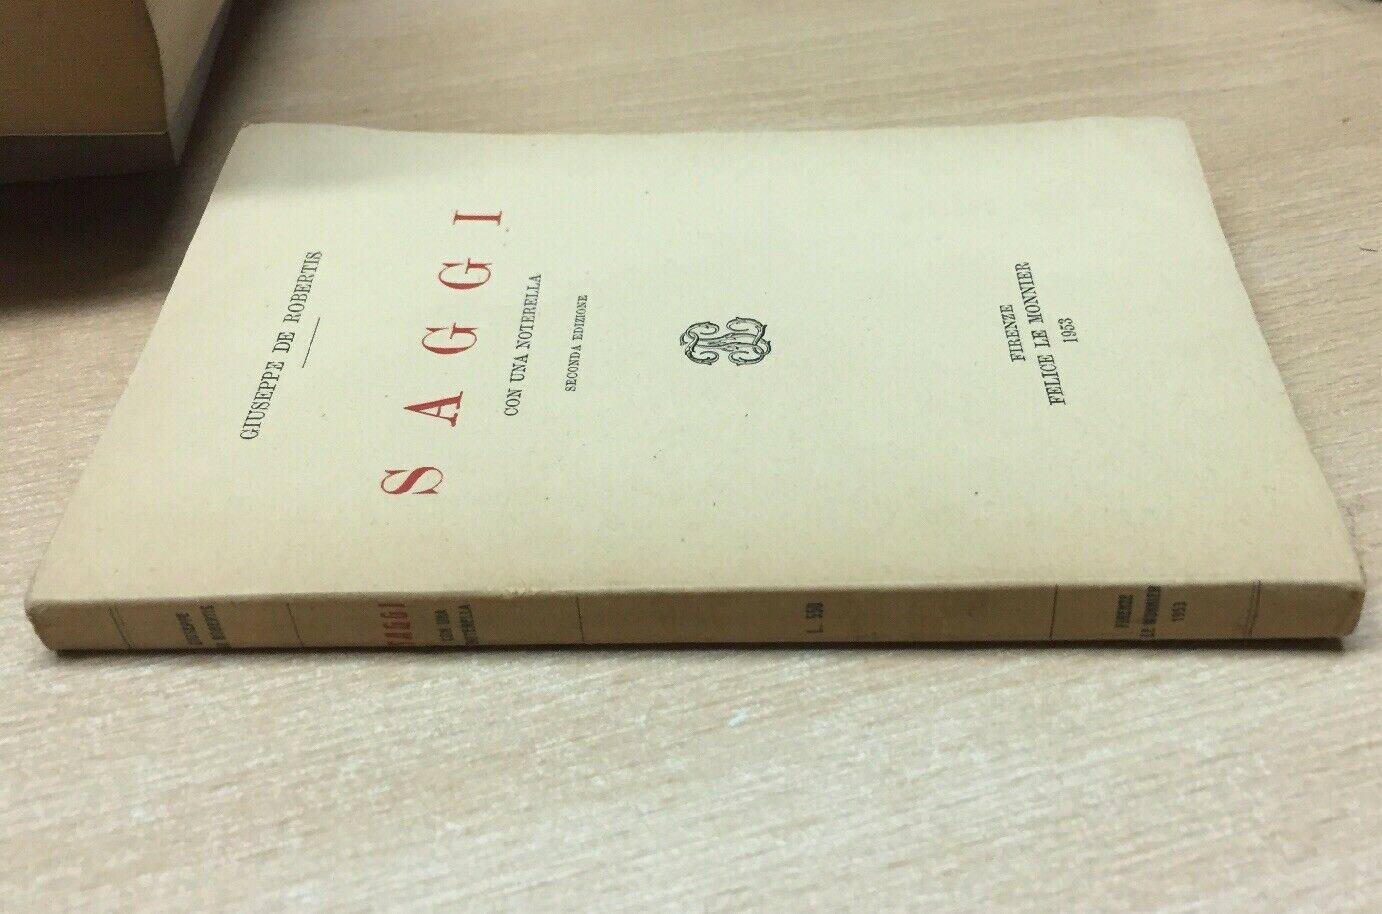 GIUSEPPE DE ROBERTIS
SAGGI
CON UNA NOTERELLA
SECONDA EDIZIONE
FIRENZE
FELICE LE MONNIER
1953
GIUSEPPE
DE ROBERTIS
SAGGI
CON UNA
NOTERELLA
L. 550
FIRENZE
LE MONNIER
1953